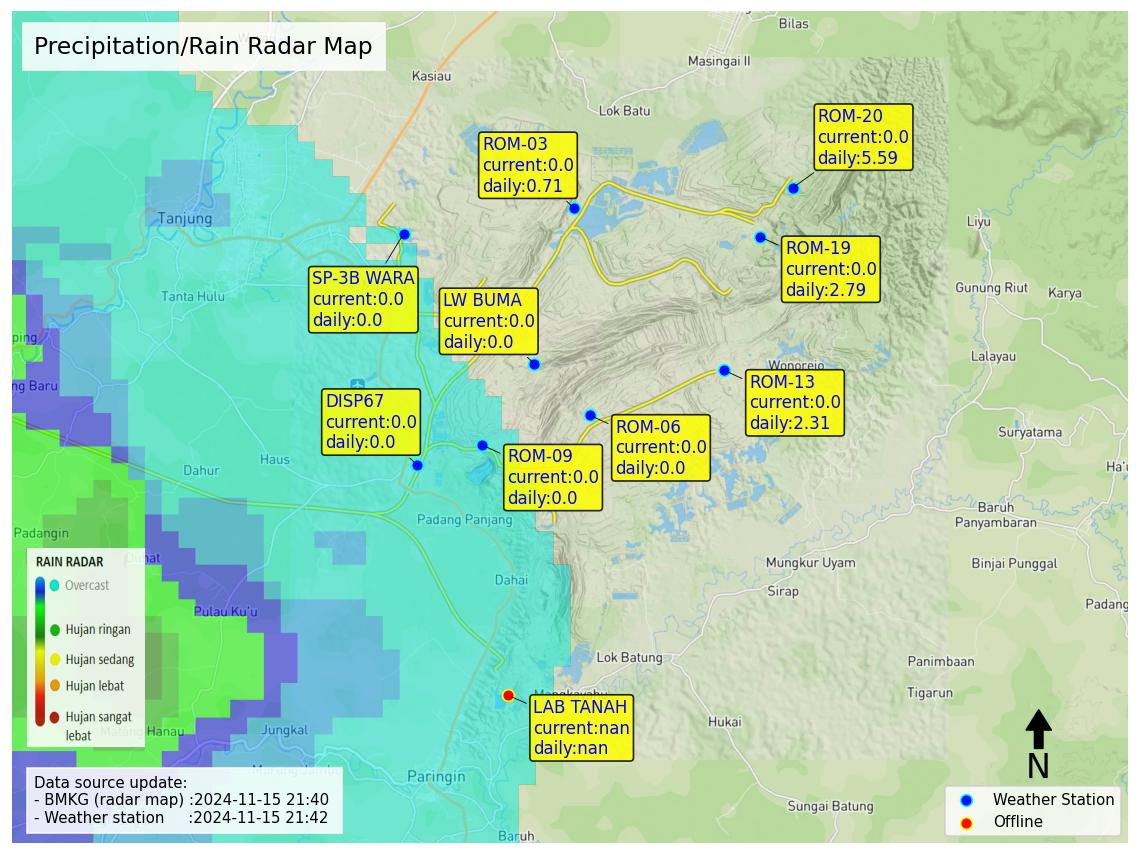 Precipitation/Rain Radar Map
Bilas
Masingai II
Kasiau
Lok Batu
ROM-20
current:0.0
daily:5.59
ROM-03
current:0.0
daily:0.71
Tanjung
Liyu
ROM-19
current:0.0
daily:2.79
SP-3B WARA
current:0.0
daily:0.0
LW BUMA
current:0.0
daily:0.0
Tanta Hulu
Gunung Riut
Karya
ping
Lalayau
Wonorejo
ng Baru
ROM-13
current:0.0
daily:2.31
DISP67
current:0.0
daily:0.0
ROM-06
current:0.0
daily:0.0
Suryatama
ROM-09
current:0.0
daily:0.0
Dahur
Haus
Ha'u
Baruh
Panyambaran
Padang Panjang
Padangin
Mungkur Uyam
Binjai Punggal
RAIN RADAR
Overcast
Hujan ringan
Hujan sedang
Hujan lebat
Hujan sangat
lebat
Dahai
Sirap
Padang
Pulau Ku'u
Lok Batung
Panimbaan
Tigarun
Mangkayahu
LAB TANAH
current:nan
daily:nan
Hukai
Matang Hanau
Jungkal
Murung Jambu
Paringin
N
Data source update:
- BMKG (radar map) :2024-11-15 21:40
- Weather station :2024-11-15 21:42
Sungai Batung
Baruh
Weather Station
Offline